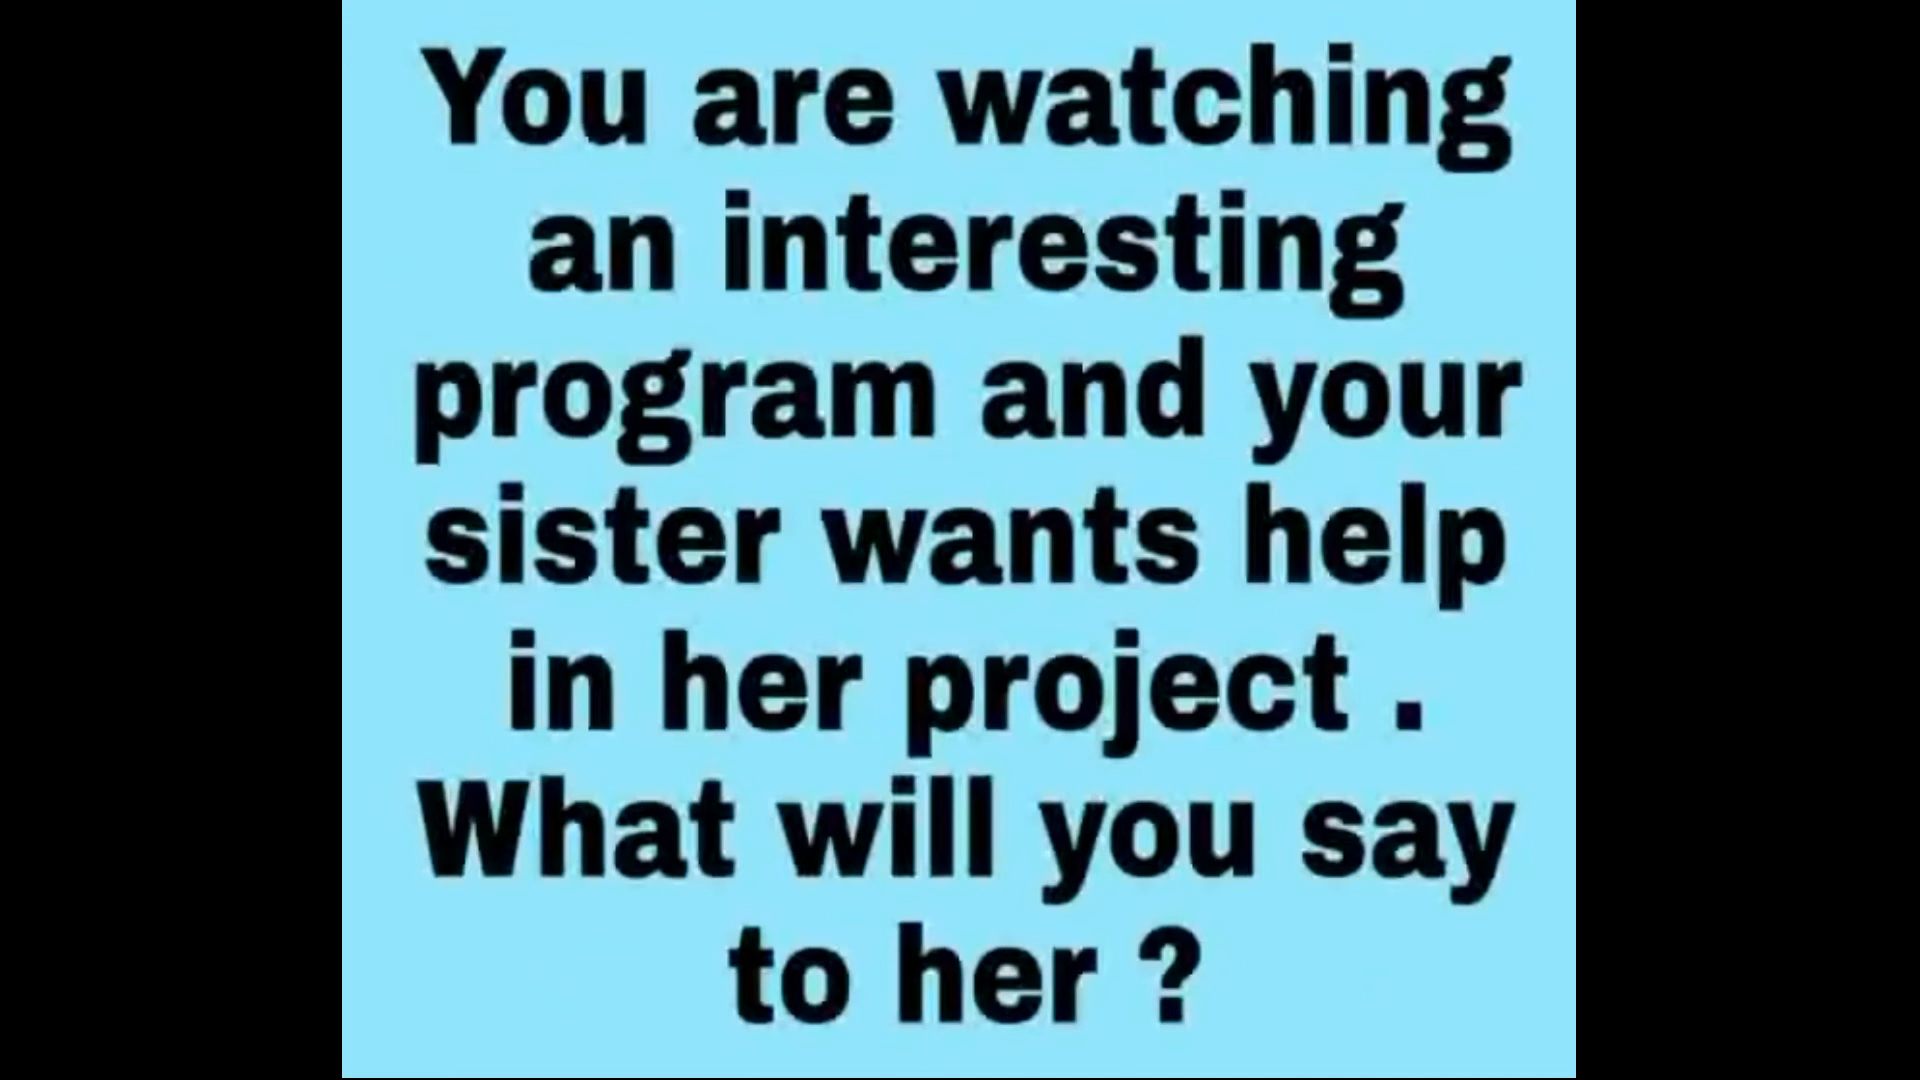 You are watching
an interesting
program and your
sister wants help
in her project .
What will you say
to her ?